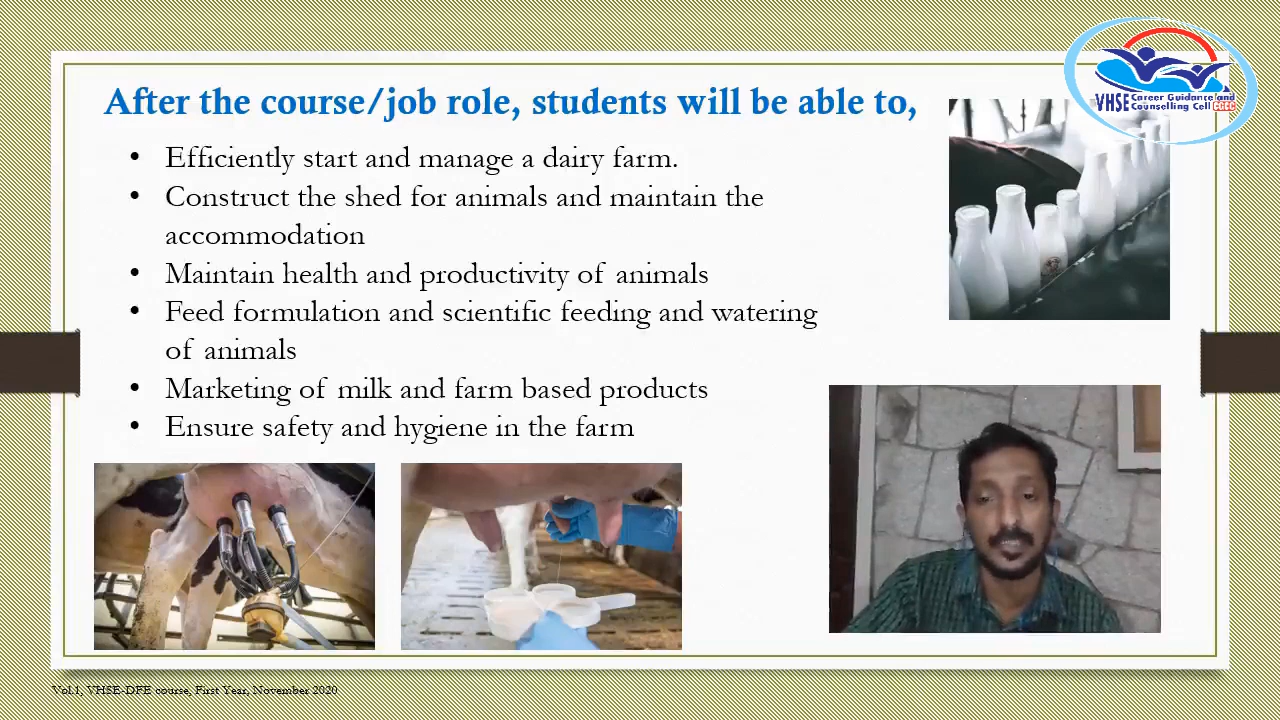 After the course/job role, students will be able to,
• Efficiently start and manage a dairy farm.
• Construct the shed for animals and maintain the
accommodation
• Maintain health and productivity of animals
• Feed formulation and scientific feeding and watering
of animals
• Marketing of milk and farm based products
• Ensure safety and hygiene in the farm
VHSE Career Guidance and
Counselling Cell CGCC
Vol.1, VHSE-DFE course, First Year, November 2020